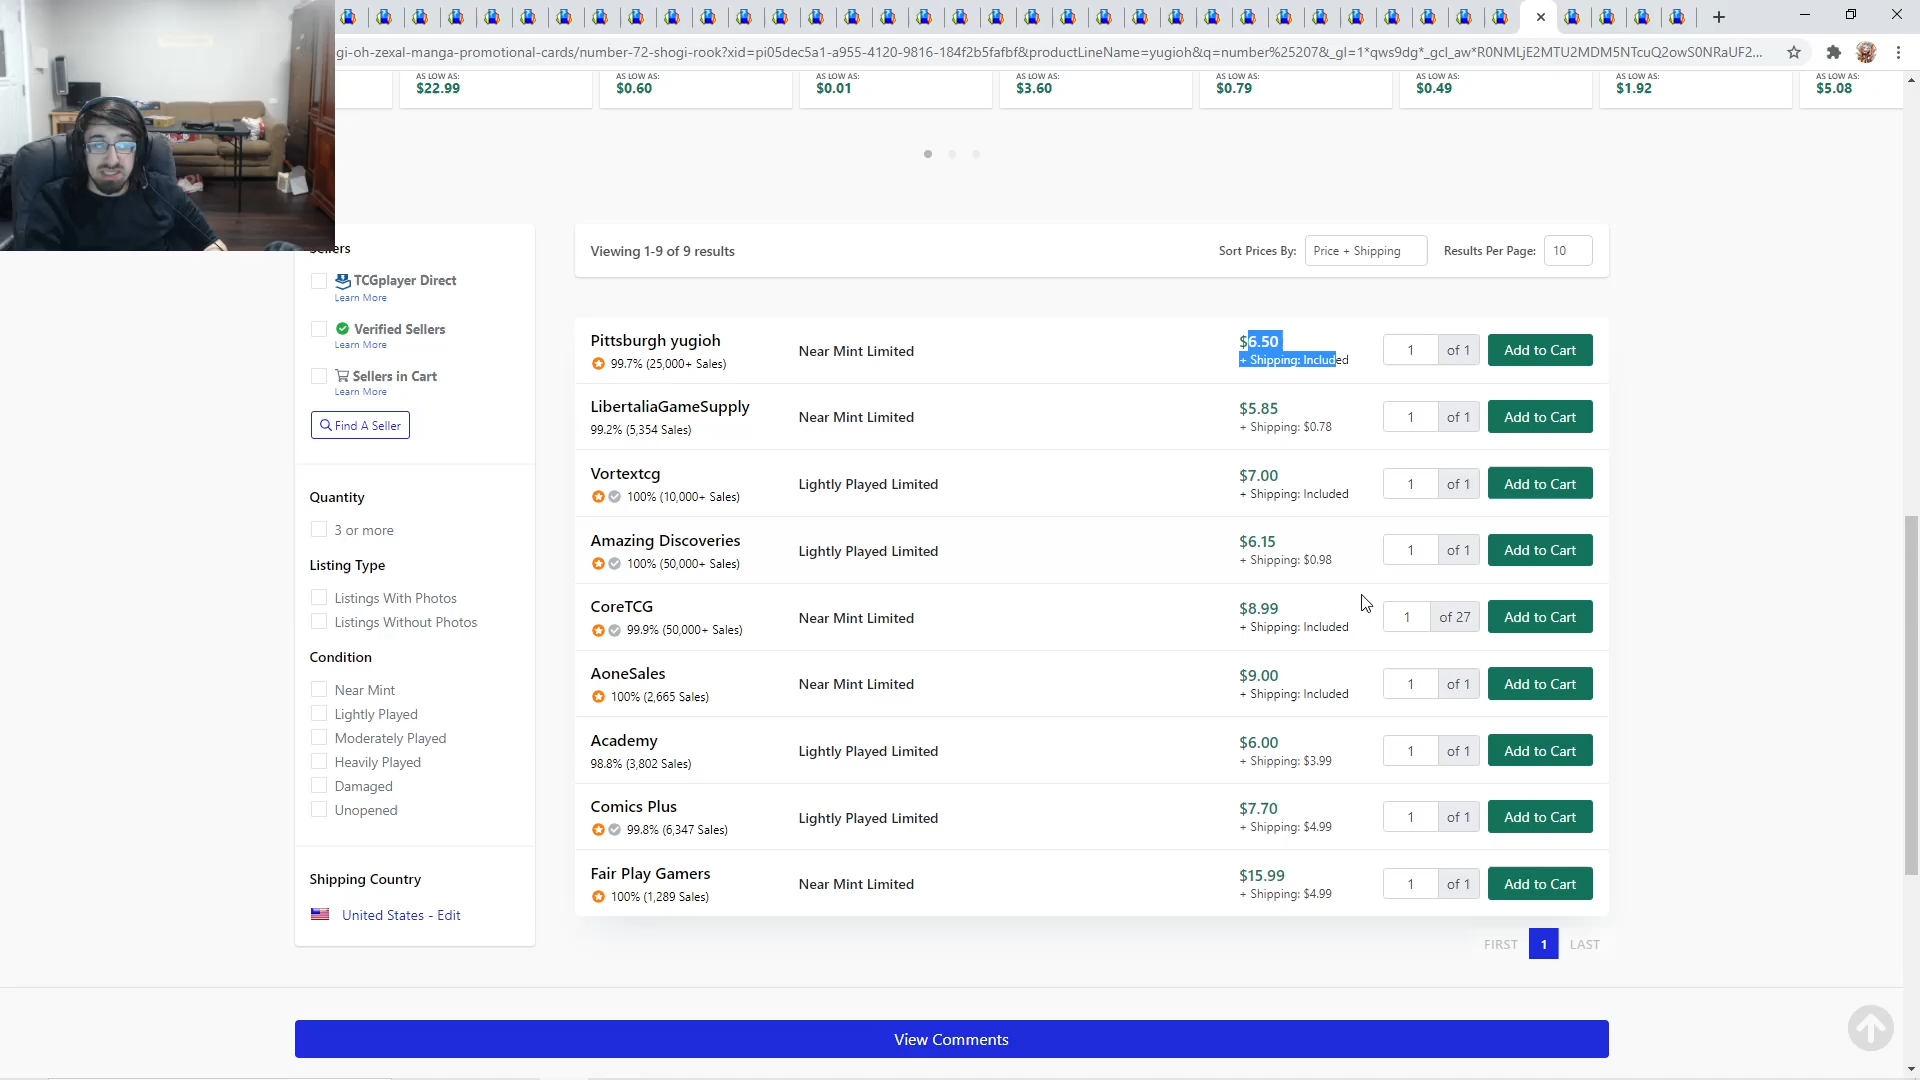 gi-oh-zexal-manga-promotional-cards/number-72-shogi-rook?xid=pi05dec5a1-a955-4120-9816-184f2b5fafbf&productLineName=yugioh&q=number%25207&_gl=1*qws9dg*_gcl_aw*R0NMLjE2MTU2MDM5NTcuQ2owS0NRaUF2...
AS LOW AS: AS LOW AS: AS LOW AS: AS LOW AS: AS LOW AS: AS LOW AS: AS LOW AS: AS LOW AS:
$22.99 $0.60 $0.01 $3.60 $0.79 $0.49 $1.92 $5.08
Sellers
TCGplayer Direct
Learn More
Verified Sellers
Learn More
Sellers in Cart
Learn More
Find A Seller
Quantity
3 or more
Listing Type
Listings With Photos
Listings Without Photos
Condition
Near Mint
Lightly Played
Moderately Played
Heavily Played
Damaged
Unopened
Shipping Country
United States - Edit
Viewing 1-9 of 9 results Sort Prices By: Price + Shipping Results Per Page: 10
Pittsburgh yugioh
99.7% (25,000+ Sales)
Near Mint Limited
$6.50
+ Shipping: Included
1 of 1 Add to Cart
LibertaliaGameSupply
99.2% (5,354 Sales)
Near Mint Limited
$5.85
+ Shipping: $0.78
1 of 1 Add to Cart
Vortextcg
100% (10,000+ Sales)
Lightly Played Limited
$7.00
+ Shipping: Included
1 of 1 Add to Cart
Amazing Discoveries
100% (50,000+ Sales)
Lightly Played Limited
$6.15
+ Shipping: $0.98
1 of 1 Add to Cart
CoreTCG
99.9% (50,000+ Sales)
Near Mint Limited
$8.99
+ Shipping: Included
1 of 27 Add to Cart
AoneSales
100% (2,665 Sales)
Near Mint Limited
$9.00
+ Shipping: Included
1 of 1 Add to Cart
Academy
98.8% (3,802 Sales)
Lightly Played Limited
$6.00
+ Shipping: $3.99
1 of 1 Add to Cart
Comics Plus
99.8% (6,347 Sales)
Lightly Played Limited
$7.70
+ Shipping: $4.99
1 of 1 Add to Cart
Fair Play Gamers
100% (1,289 Sales)
Near Mint Limited
$15.99
+ Shipping: $4.99
1 of 1 Add to Cart
FIRST 1 LAST
View Comments